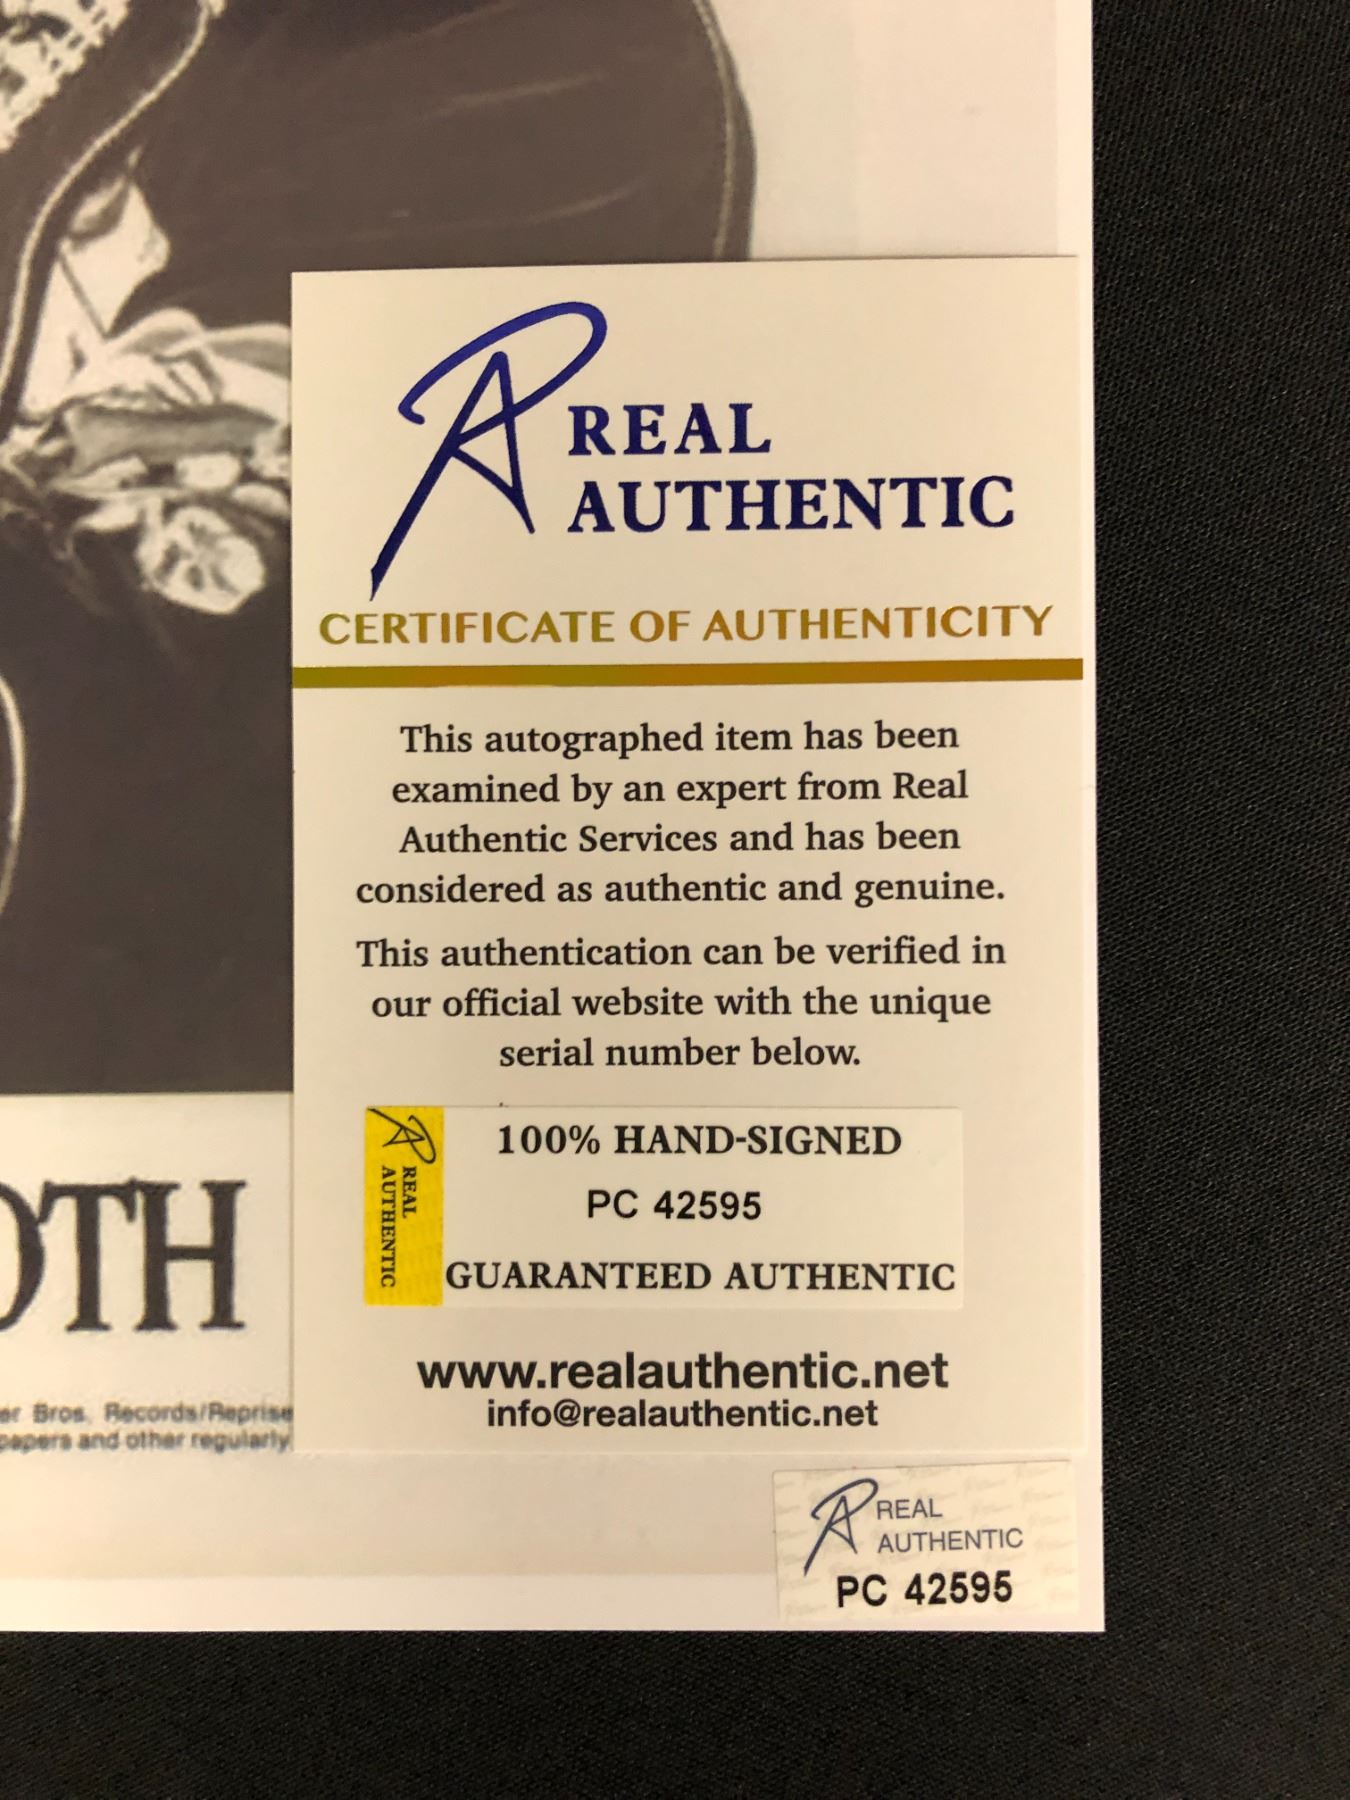 REAL
AUTHENTIC
CERTIFICATE OF AUTHENTICITY
This autographed item has been
examined by an expert from Real
Authentic Services and has been
considered as authentic and genuine.
This authentication can be verified in
our official website with the unique
serial number below.
REAL
AUTHENTIC
100% HAND-SIGNED
PC 42595
GUARANTEED AUTHENTIC
www.realauthentic.net
info@realauthentic.net
OTH
er Bros. Records/Reprise
papers and other regularly
REAL
AUTHENTIC
PC 42595